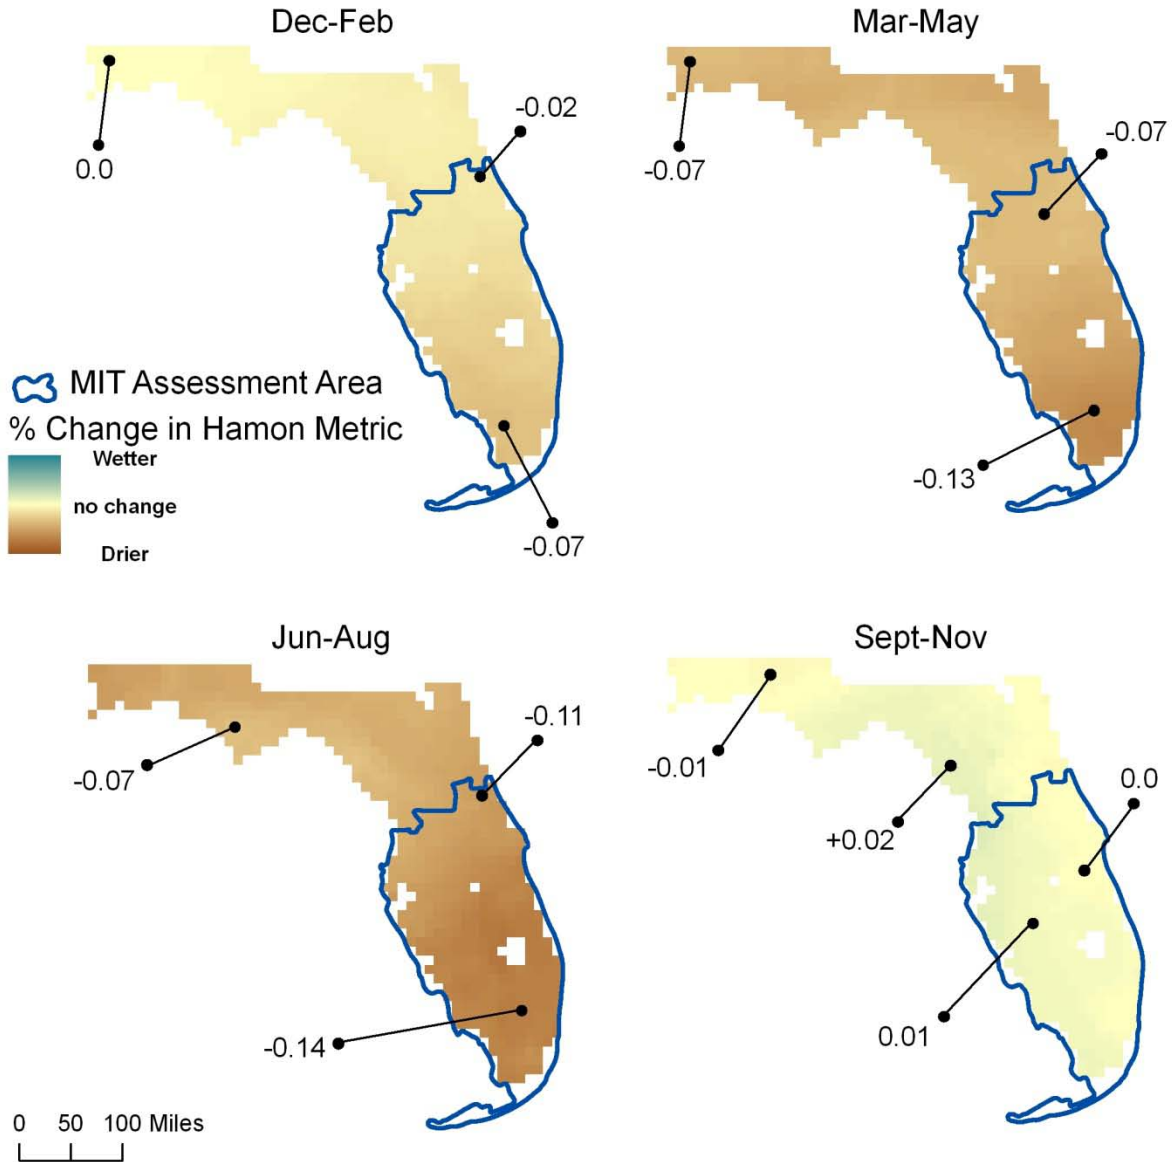 Dec-Feb
Mar-May
-0.02
-0.07
0.0
-0.07
MIT Assessment Area
% Change in Hamon Metric
Wetter
no change
Drier
-0.13
-0.07
Jun-Aug
Sept-Nov
-0.11
-0.07
-0.01
0.0
+0.02
0.01
-0.14
0 50 100 Miles